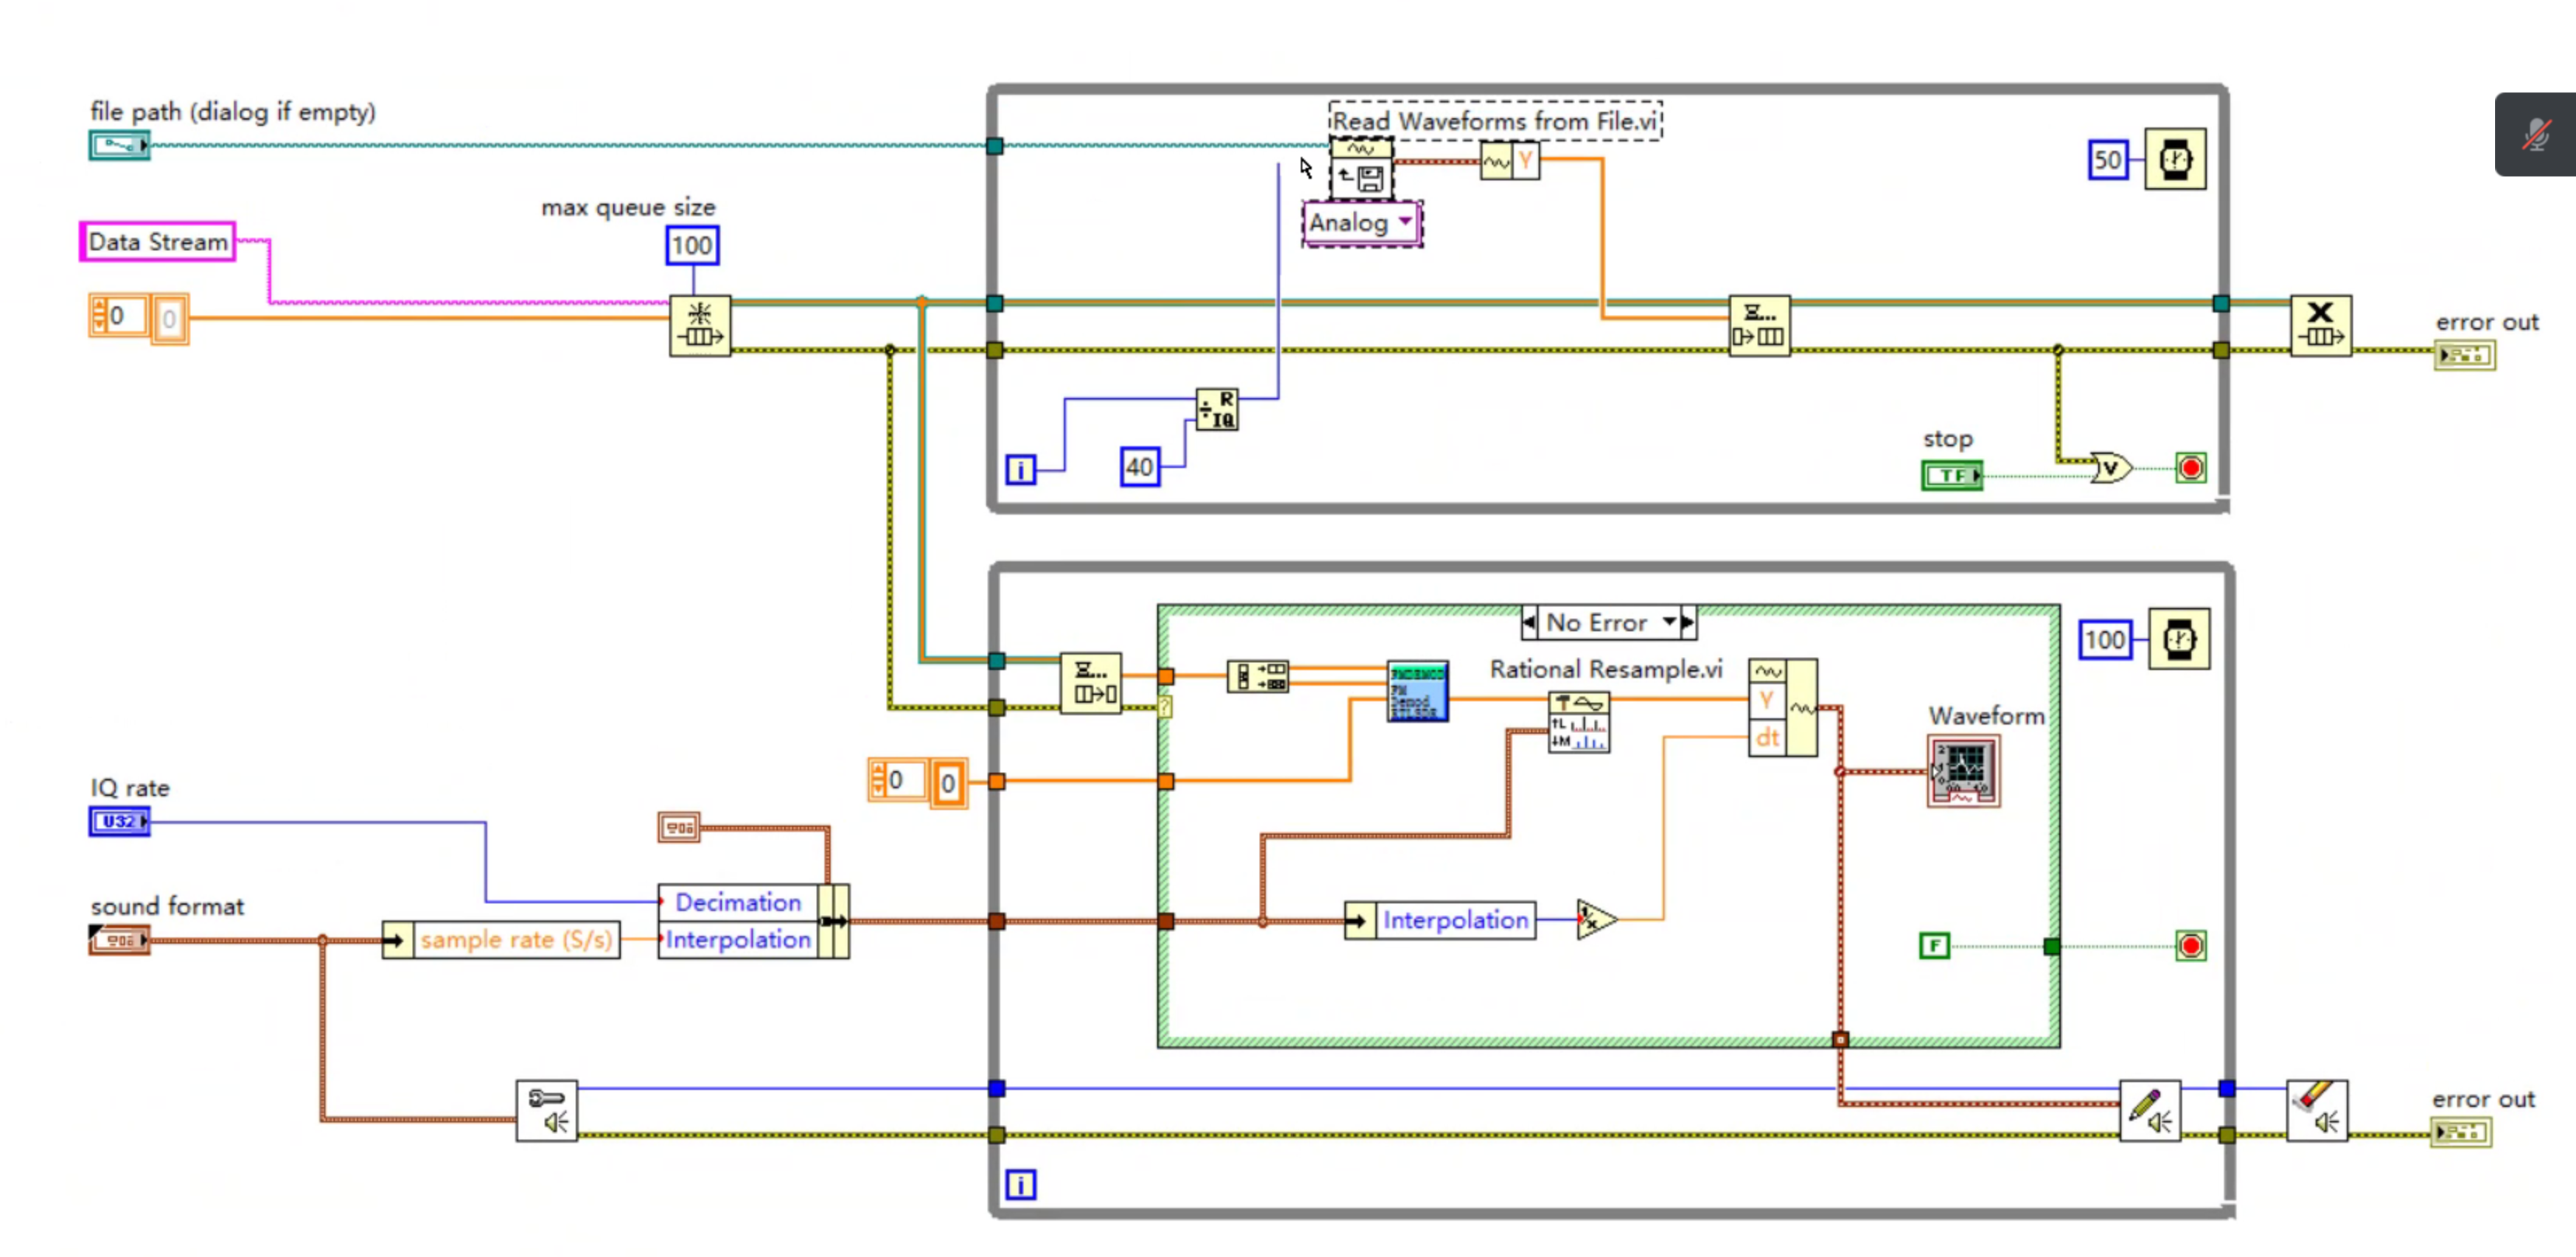 file path (dialog if empty)
Read Waveforms from File.vi
Y
50
Analog
max queue size
100
Data Stream
0
0
error out
R
IQ
i
40
stop
TF
V
No Error
100
Rational Resample.vi
Y
dt
Waveform
0
0
IQ rate
U32
Decimation
Interpolation
sound format
sample rate (S/s)
Interpolation
F
error out
i